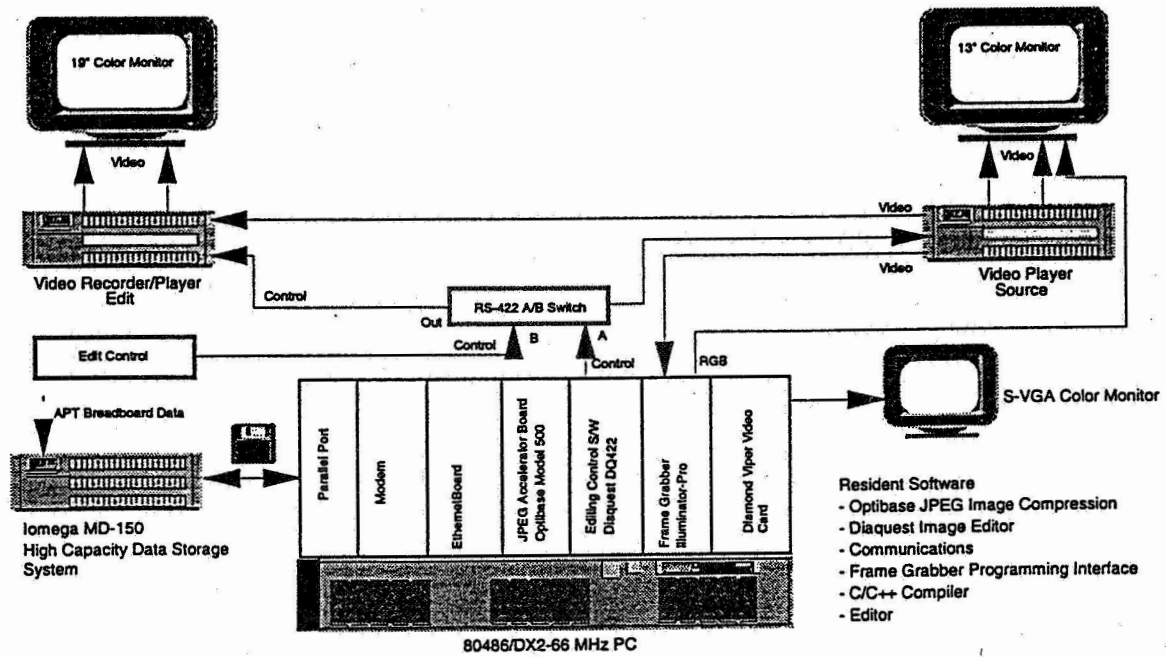 19" Color Monitor
13" Color Monitor
Video
Video
Video
Video
Video Recorder/Player
Edit
Video Player
Source
Control
RS-422 A/B Switch
Out
B
A
Control
Control
RGB
Edit Control
APT Breadboard Data
Iomega MD-150
High Capacity Data Storage
System
Parallel Port
Modem
EthernetBoard
JPEG Accelerator Board
Optibase Model 500
Editing Control S/W
Diaquest DQ422
Frame Grabber
Illuminator-Pro
Diamond Viper Video
Card
S-VGA Color Monitor
Resident Software
- Optibase JPEG Image Compression
- Diaquest Image Editor
- Communications
- Frame Grabber Programming Interface
- C/C++ Compiler
- Editor
80486/DX2-66 MHz PC